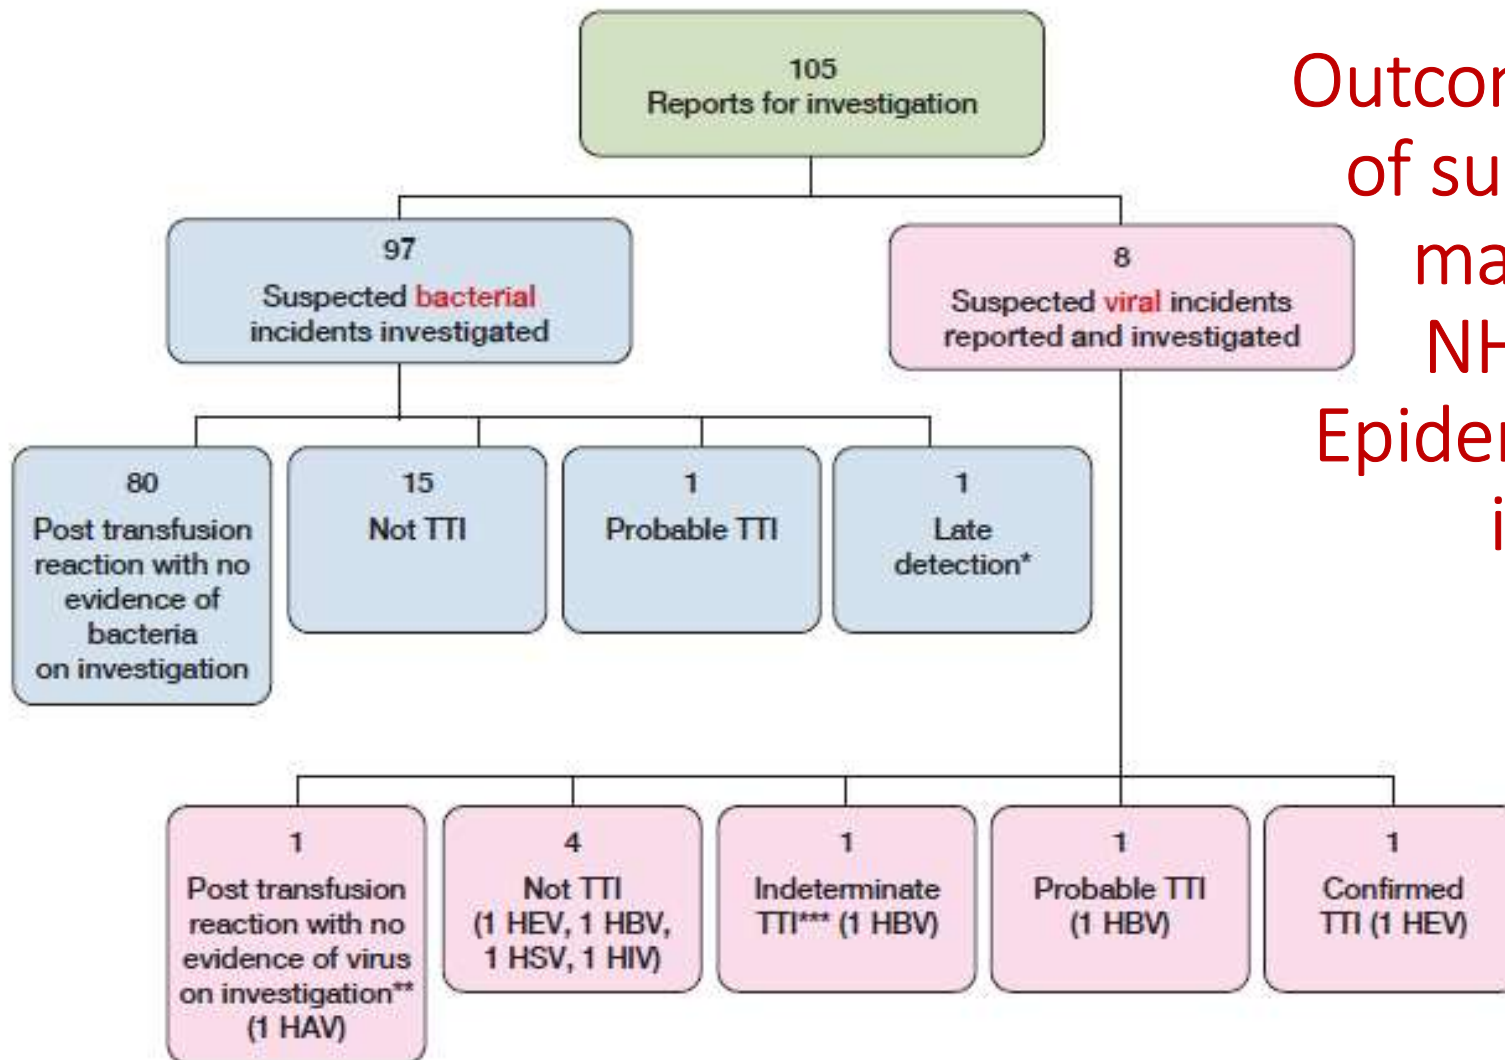 105
Reports for investigation
97
Suspected bacterial
incidents investigated
8
Suspected viral incidents
reported and investigated
80
Post transfusion
reaction with no
evidence of
bacteria
on investigation
15
Not TTI
1
Probable TTI
1
Late
detection*
1
Post transfusion
reaction with no
evidence of virus
on investigation**
(1 HAV)
4
Not TTI
(1 HEV, 1 HBV,
1 HSV, 1 HIV)
1
Indeterminate
TTI*** (1 HBV)
1
Probable TTI
(1 HBV)
1
Confirmed
TTI (1 HEV)
of